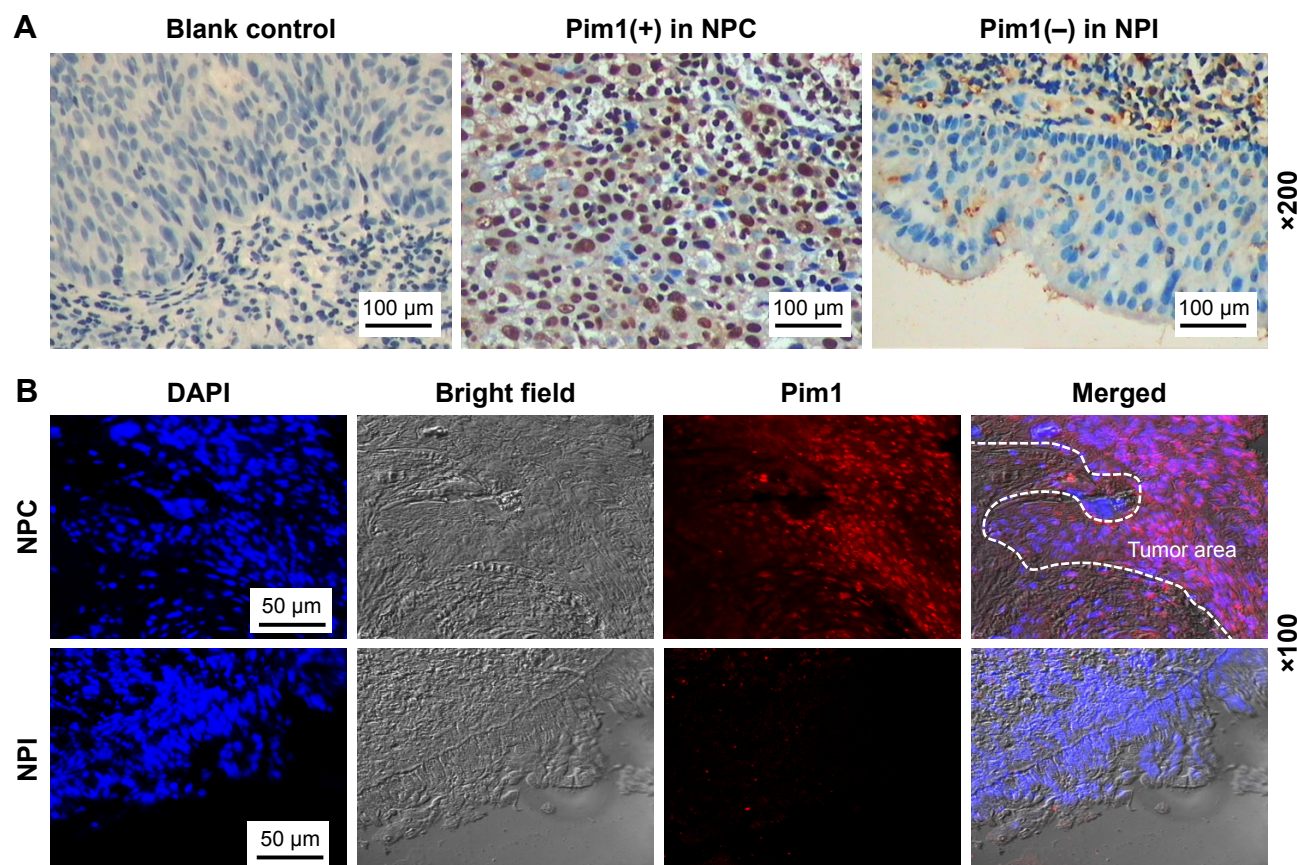 A
Blank control
Pim1(+) in NPC
Pim1(–) in NPI
100 µm
100 µm
100 µm
×200
B
DAPI
Bright field
Pim1
Merged
NPC
50 µm
Tumor area
×100
NPI
50 µm